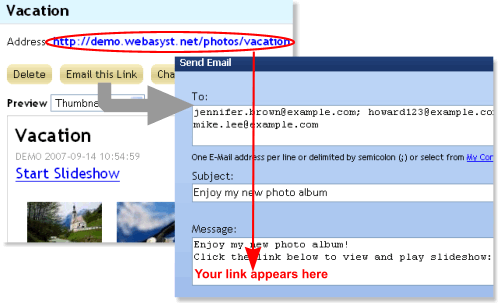 Vacation
Address: http://demo.webasyst.net/photos/vacation
Delete
Email this Link
Cha
Preview
Thumbna
Vacation
DEMO 2007-09-14 10:54:59
Start Slideshow
Send Email
To:
jennifer.brown@example.com; howard123@example.co
mike.lee@example.com
One E-Mail address per line or delimited by semicolon (;) or select from My Con
Subject:
Enjoy my new photo album
Message:
Enjoy my new photo album!
Click the link below to view and play slideshow:
Your link appears here